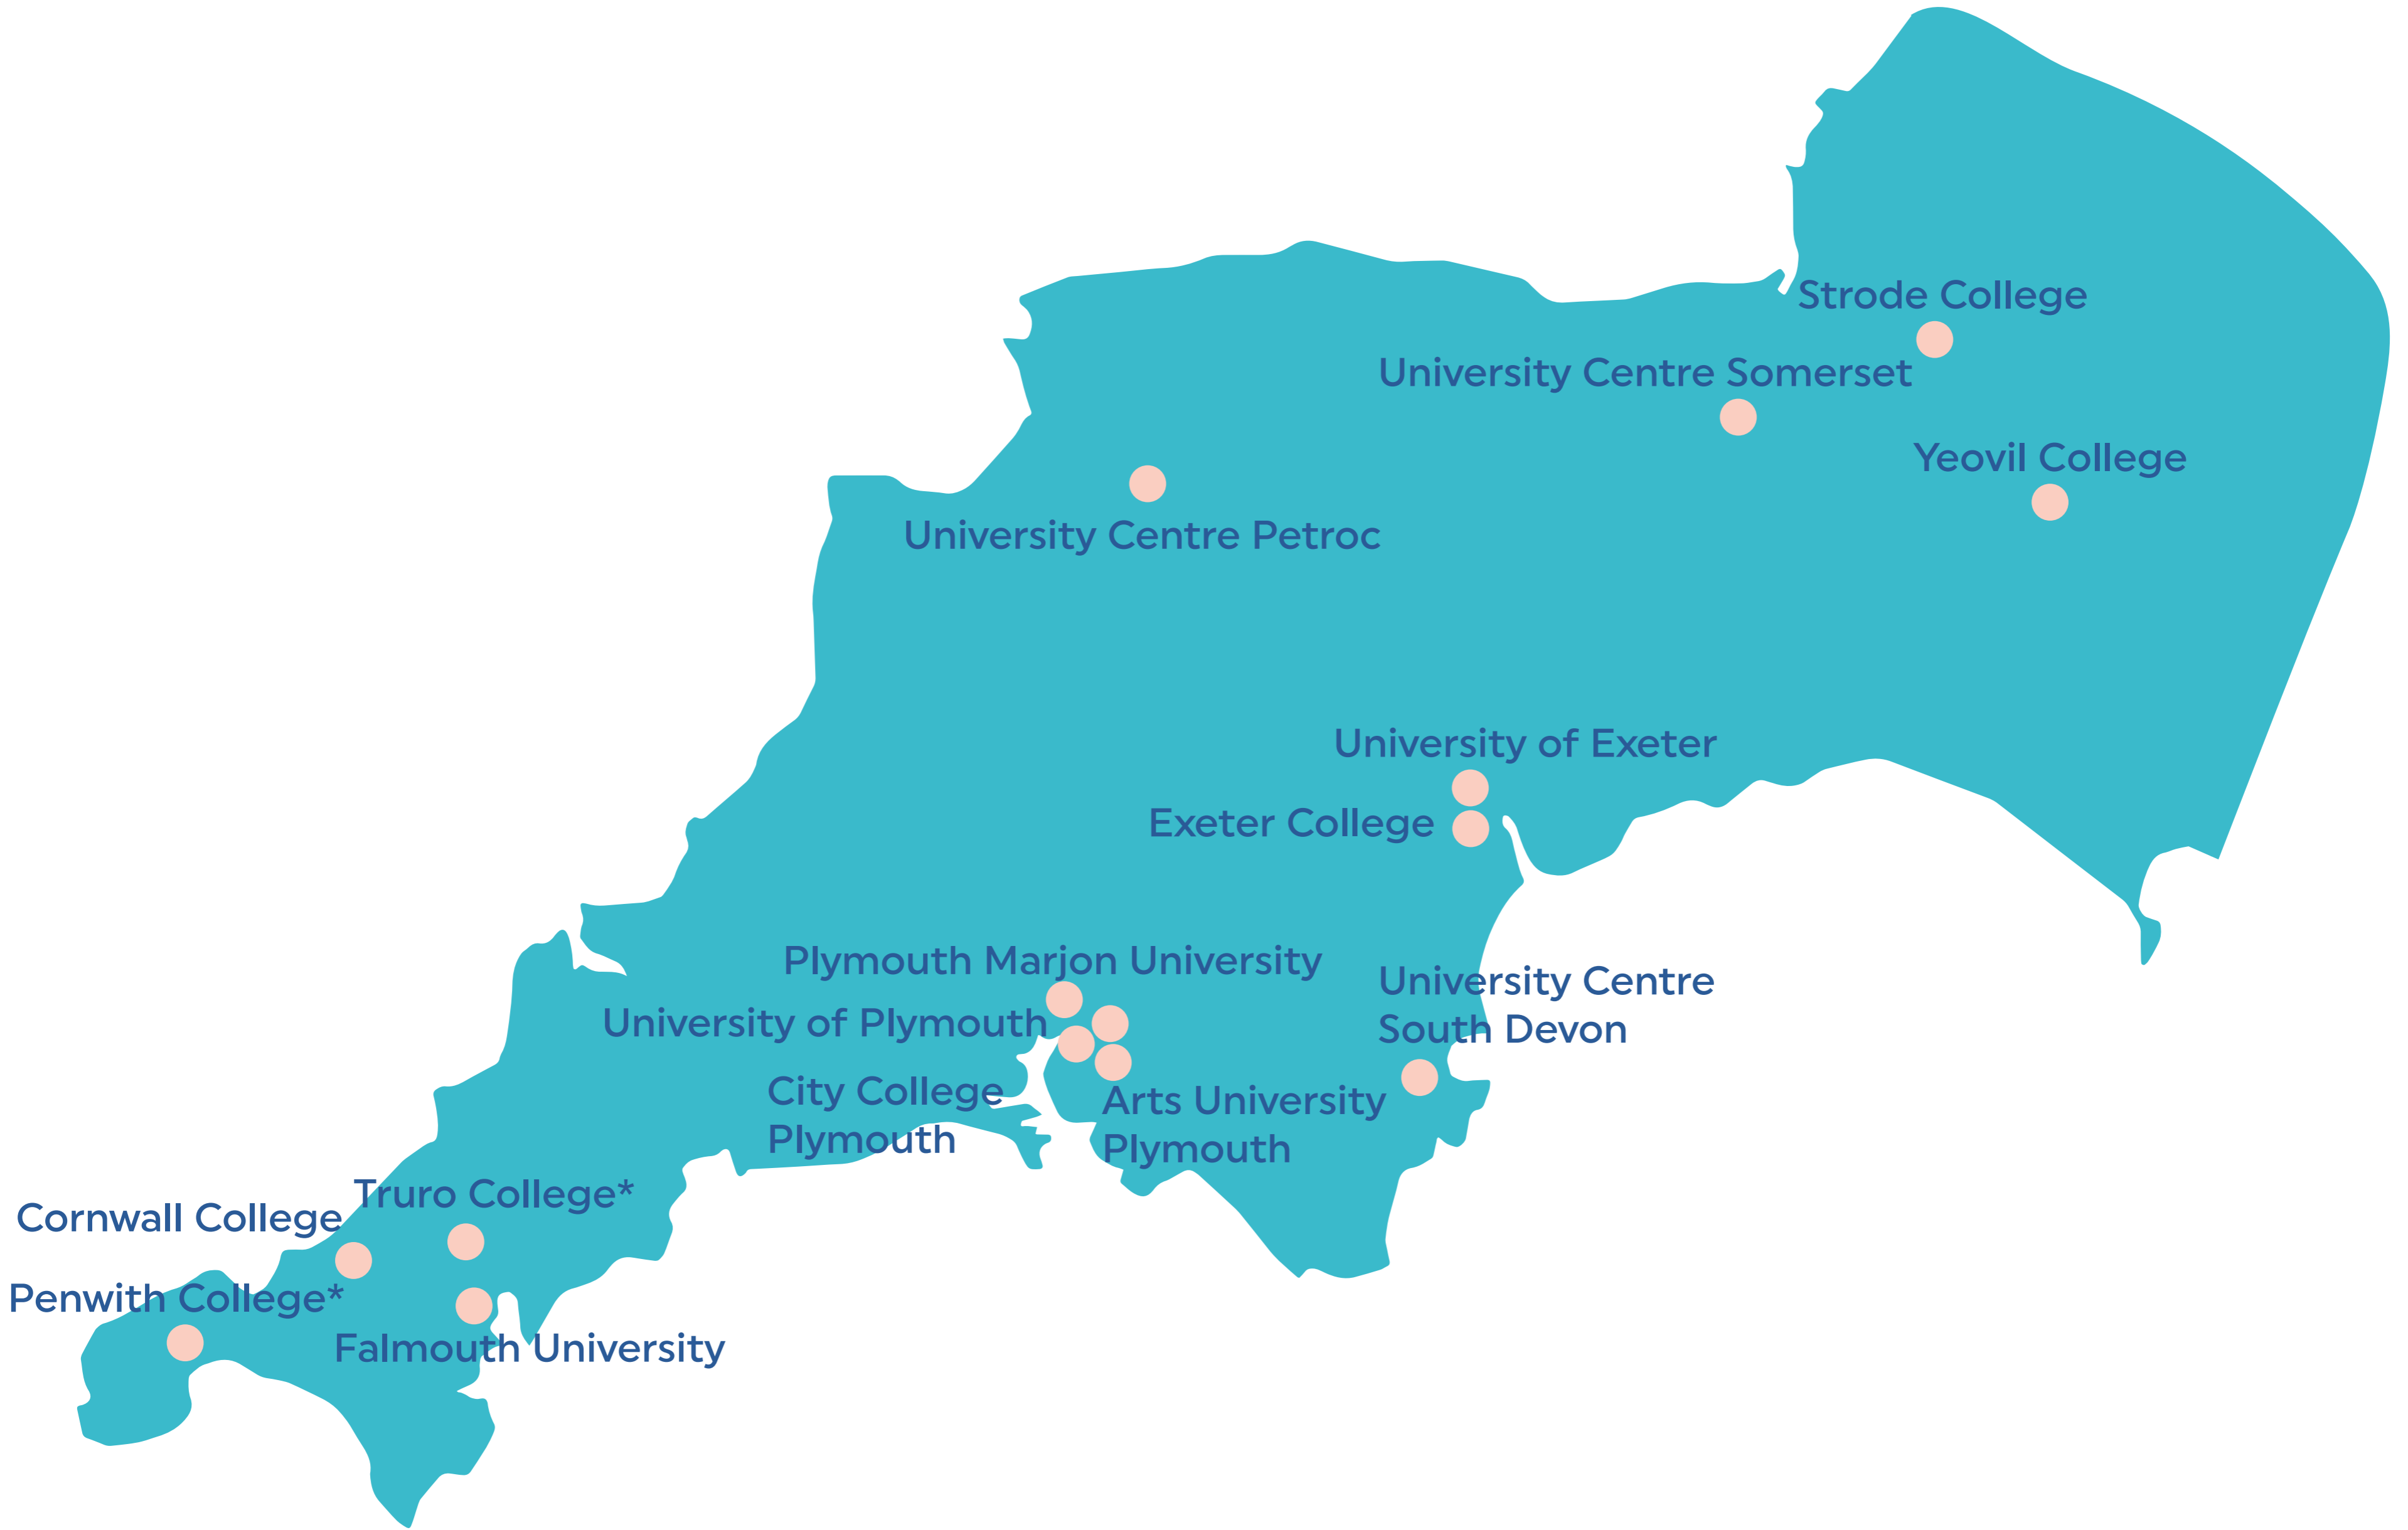 Strode College
University Centre Somerset
Yeovil College
University Centre Petroc
University of Exeter
Exeter College
Plymouth Marjon University
University of Plymouth
University Centre
South Devon
City College
Plymouth
Arts University
Plymouth
Truro College*
Cornwall College
Penwith College*
Falmouth University